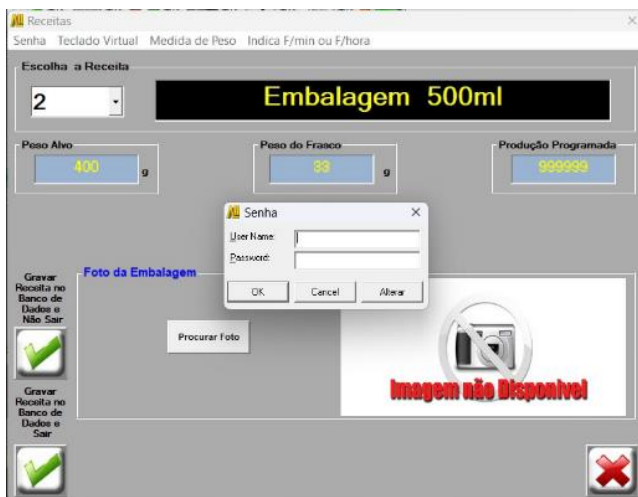 Receitas
Senha Teclado Virtual Medida de Peso Indica F/min ou F/hora
Escolha a Receita
2
Embalagem 500ml
Peso Alvo
400 g
Peso do Frasco
33 g
Produção Programada
999999
Senha
User Name:
Password:
OK Cancel Alterar
Gravar
Receita no
Banco de
Dados e
Não Sair
Foto da Embalagem
Procurar Foto
Imagem não Disponivel
Gravar
Receita no
Banco de
Dados e
Sair